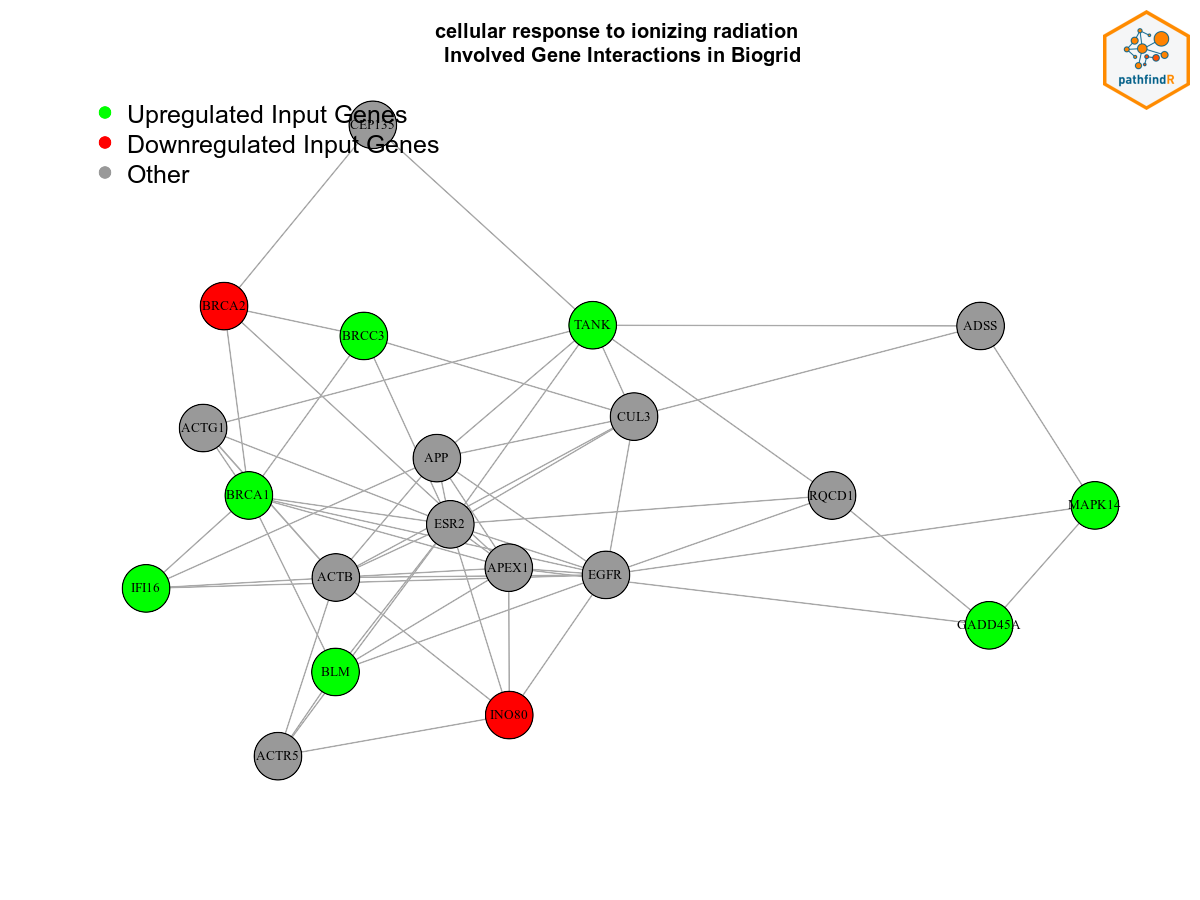 cellular response to ionizing radiation
Involved Gene Interactions in Biogrid
pathfindR
Upregulated Input Genes
CEP135
Downregulated Input Genes
Other
BRCA2
BRCC3
TANK
ADSS
CUL3
ACTG1
APP
BRCA1
RQCD1
MAPK14
ESR2
APEX1
EGFR
ACTB
IFI16
GADD45A
BLM
INO80
ACTR5